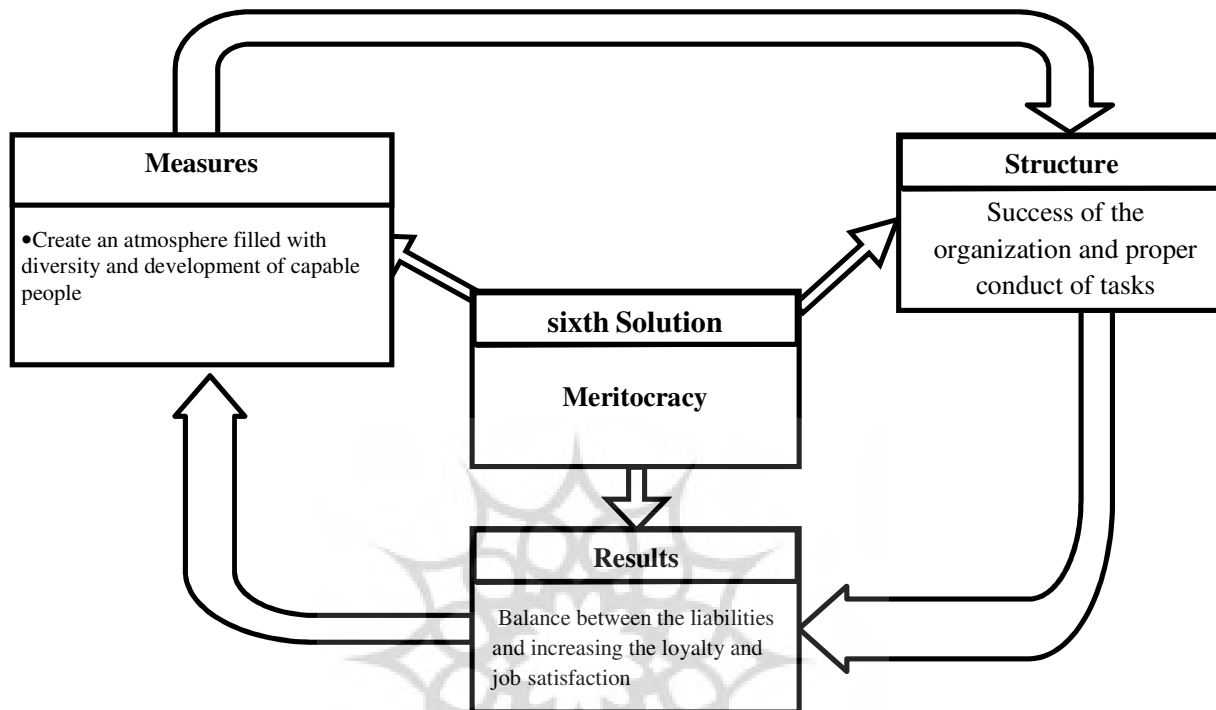 Measures
•Create an atmosphere filled with
diversity and development of capable
people
Structure
Success of the
organization and proper
conduct of tasks
sixth Solution
Meritocracy
Results
Balance between the liabilities
and increasing the loyalty and
job satisfaction